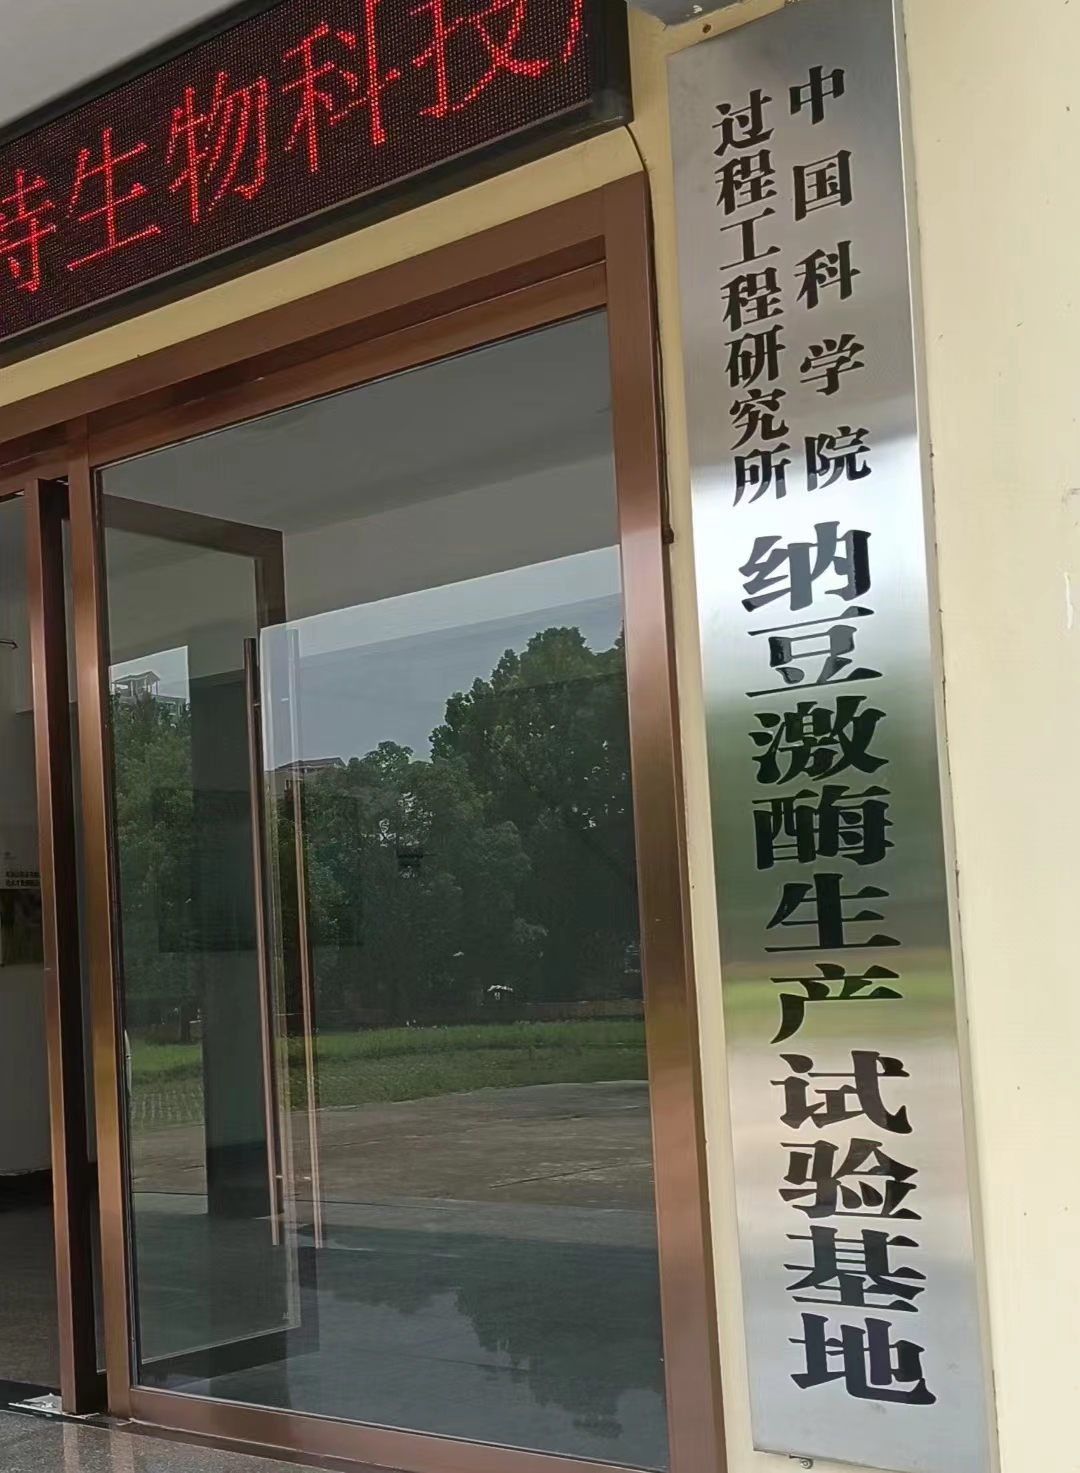 特生物科技
中国科学院
过程工程研究所
纳豆激酶生产试验基地